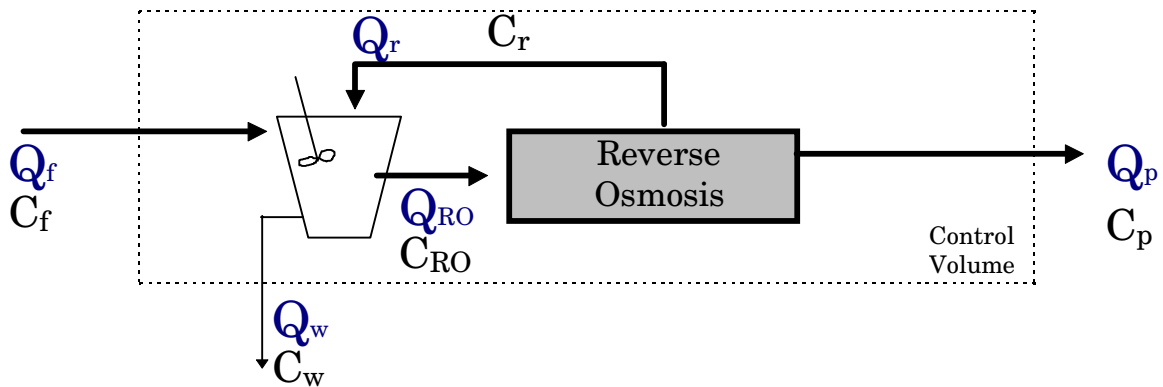 Qr
Cr
Qf
Cf
Reverse
Osmosis
QRO
CRO
Qp
Cp
Control
Volume
Qw
Cw